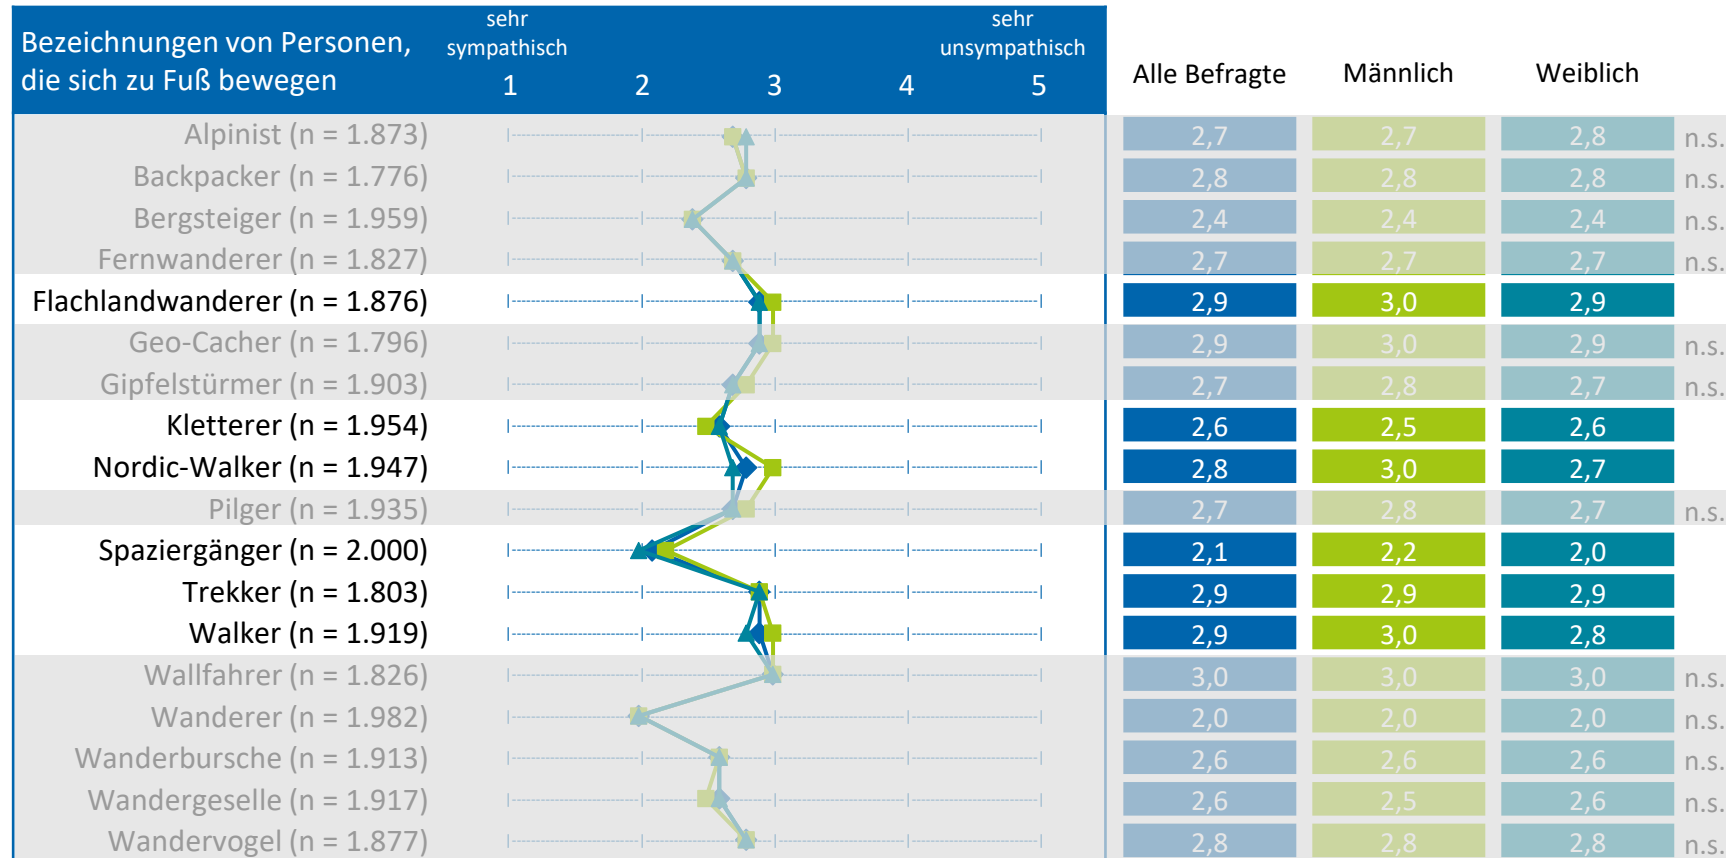 Bezeichnungen von Personen,
die sich zu Fuß bewegen
sehr
sympathisch
sehr
unsympathisch
1 2 3 4 5
Alle Befragte Männlich Weiblich
Alpinist (n = 1.873) 2,7 2,7 2,8 n.s.
Backpacker (n = 1.776) 2,8 2,8 2,8 n.s.
Bergsteiger (n = 1.959) 2,4 2,4 2,4 n.s.
Fernwanderer (n = 1.827) 2,7 2,7 2,7 n.s.
Flachlandwanderer (n = 1.876) 2,9 3,0 2,9
Geo-Cacher (n = 1.796) 2,9 3,0 2,9 n.s.
Gipfelstürmer (n = 1.903) 2,7 2,8 2,7 n.s.
Kletterer (n = 1.954) 2,6 2,5 2,6
Nordic-Walker (n = 1.947) 2,8 3,0 2,7
Pilger (n = 1.935) 2,7 2,8 2,7 n.s.
Spaziergänger (n = 2.000) 2,1 2,2 2,0
Trekker (n = 1.803) 2,9 2,9 2,9
Walker (n = 1.919) 2,9 3,0 2,8
Wallfahrer (n = 1.826) 3,0 3,0 3,0 n.s.
Wanderer (n = 1.982) 2,0 2,0 2,0 n.s.
Wanderbursche (n = 1.913) 2,6 2,6 2,6 n.s.
Wandergeselle (n = 1.917) 2,6 2,5 2,6 n.s.
Wandervogel (n = 1.877) 2,8 2,8 2,8 n.s.